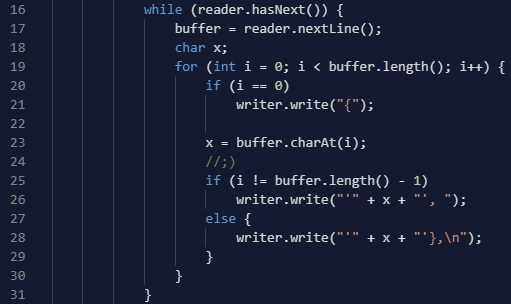 16 while (reader.hasNext()) {
17 buffer = reader.nextLine();
18 char x;
19 for (int i = 0; i < buffer.length(); i++) {
20 if (i == 0)
21 writer.write("{");
22
23 x = buffer.charAt(i);
24 //;)
25 if (i != buffer.length() - 1)
26 writer.write("'" + x + "', ");
27 else {
28 writer.write("'" + x + "'},\n");
29 }
30 }
31 }